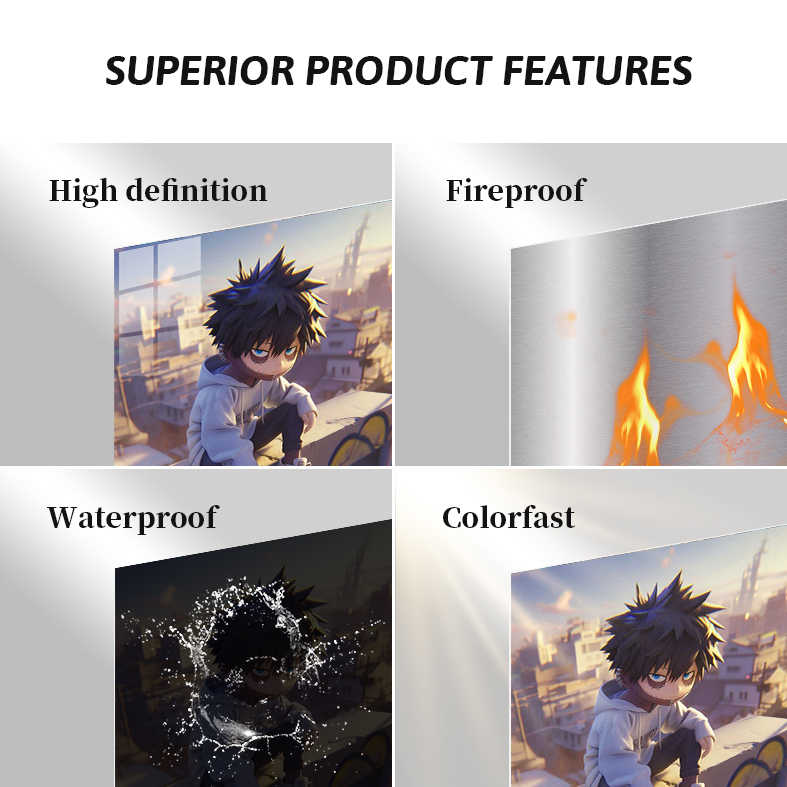 SUPERIOR PRODUCT FEATURES
High definition
Fireproof
Waterproof
Colorfast